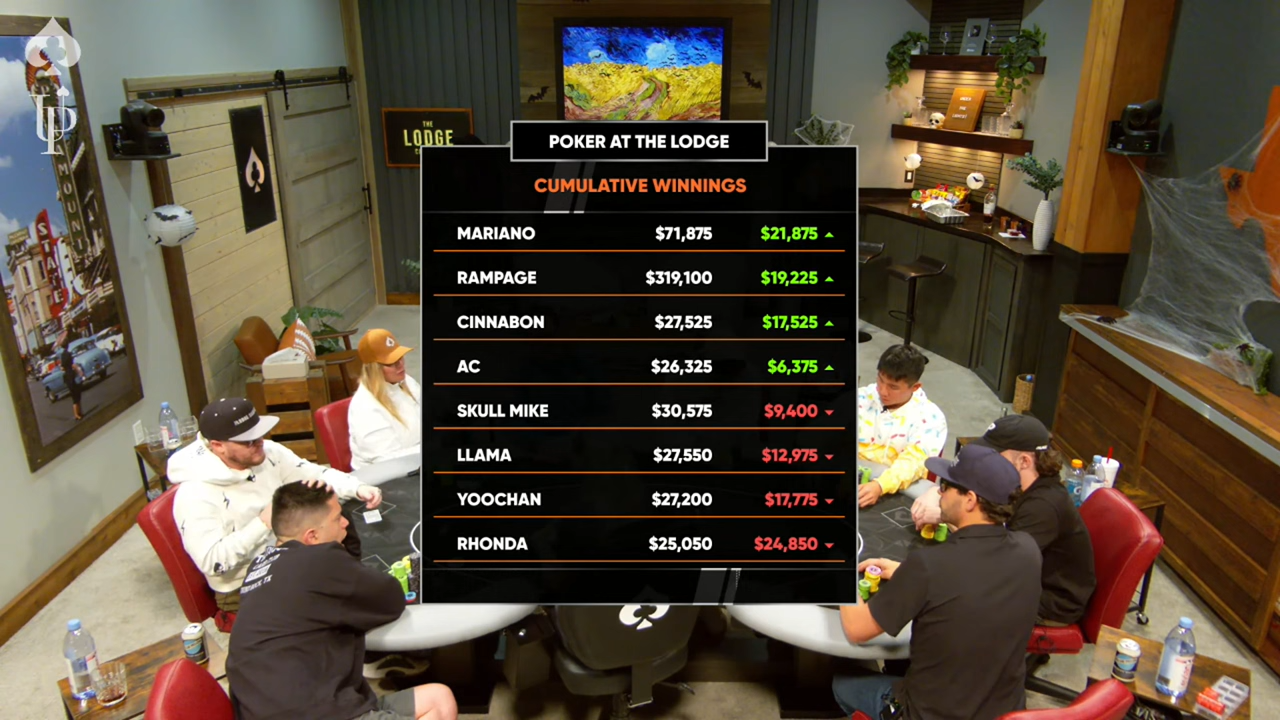 UP
THE
LODGE
STATE
POKER AT THE LODGE
CUMULATIVE WINNINGS
MARIANO $71,875 $21,875
RAMPAGE $319,100 $19,225
CINNABON $27,525 $17,525
AC $26,325 $6,375
SKULL MIKE $30,575 $9,400
LLAMA $27,550 $12,975
YOOCHAN $27,200 $17,775
RHONDA $25,050 $24,850